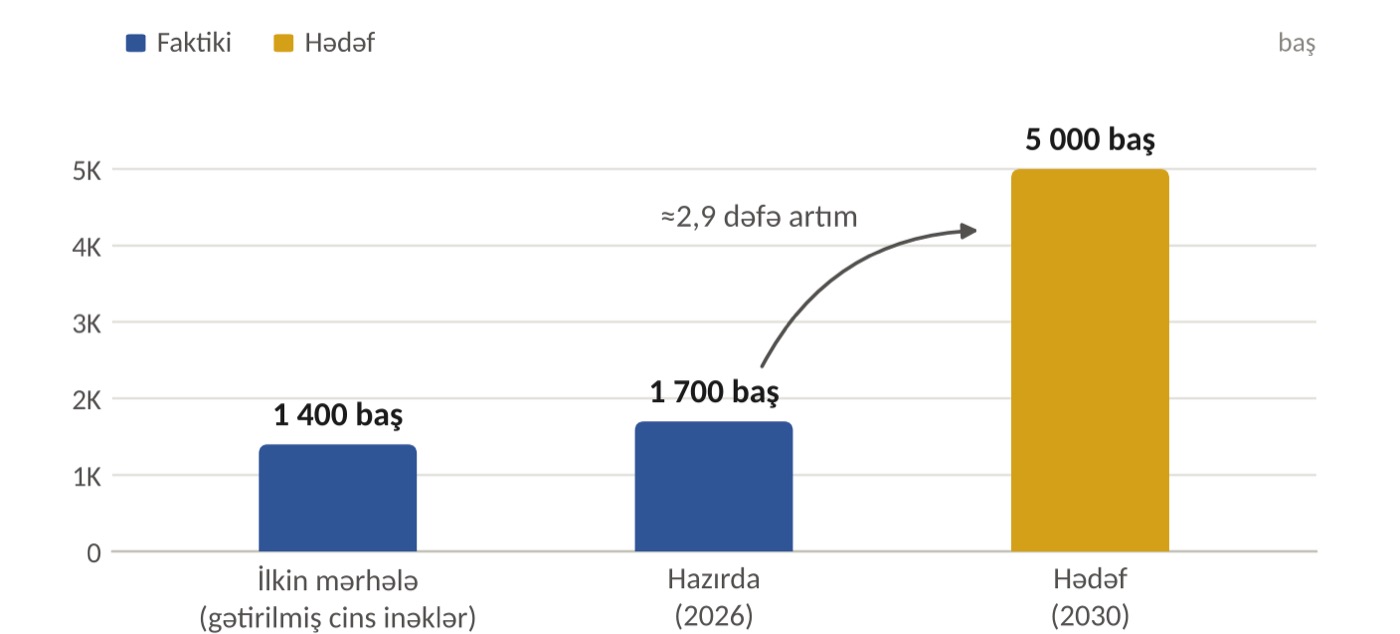 Faktiki
Hədəf
baş
5 000 baş
5K
≈2,9 dəfə artım
4K
3K
1 700 baş
2K
1 400 baş
1K
0
İlkin mərhələ
(gətirilmiş cins inəklər)
Hazırda
(2026)
Hədəf
(2030)